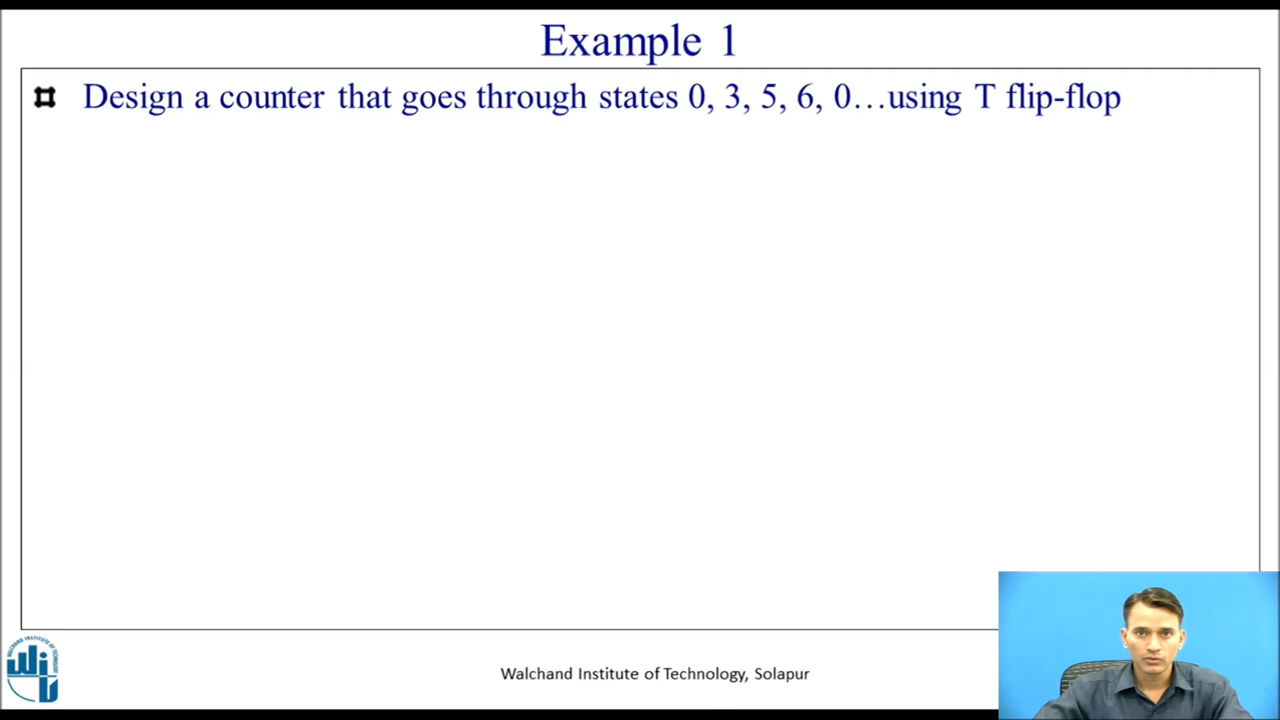 Example 1
Design a counter that goes through states 0, 3, 5, 6, 0…using T flip-flop
Walchand Institute of Technology, Solapur